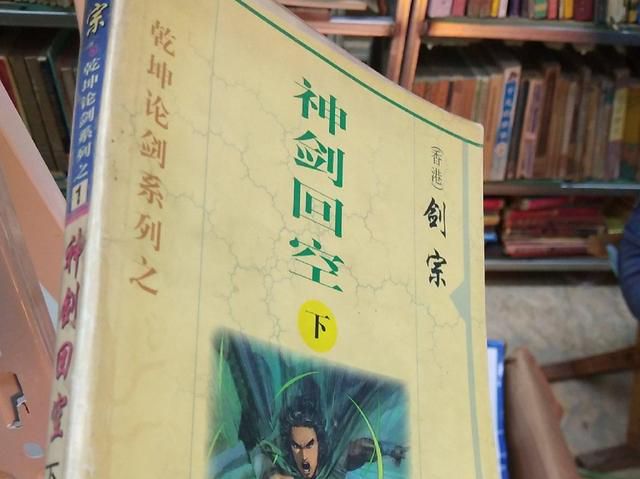 宗
乾坤论剑系列之1
神剑回空
下
乾坤论剑系列之
神剑回空
下
(香港)
剑宗